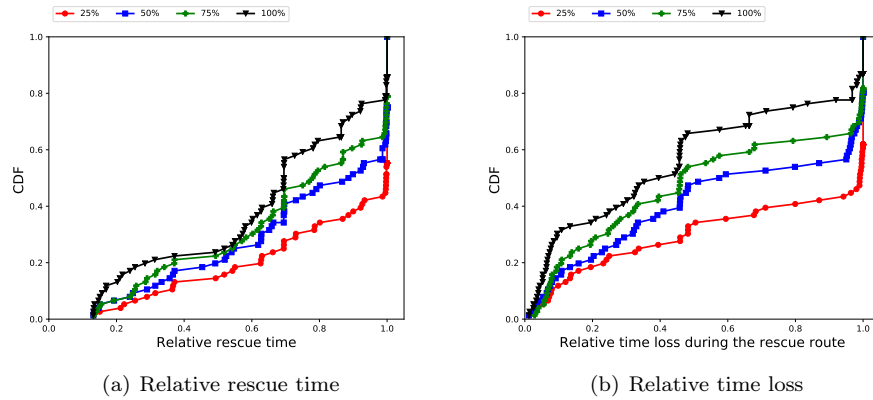 25% 50% 75% 100%
1.0
0.8
0.6
0.4
0.2
0.0
CDF
0.0 0.2 0.4 0.6 0.8 1.0
Relative rescue time
(a) Relative rescue time
25% 50% 75% 100%
1.0
0.8
0.6
0.4
0.2
0.0
CDF
0.0 0.2 0.4 0.6 0.8 1.0
Relative time loss during the rescue route
(b) Relative time loss